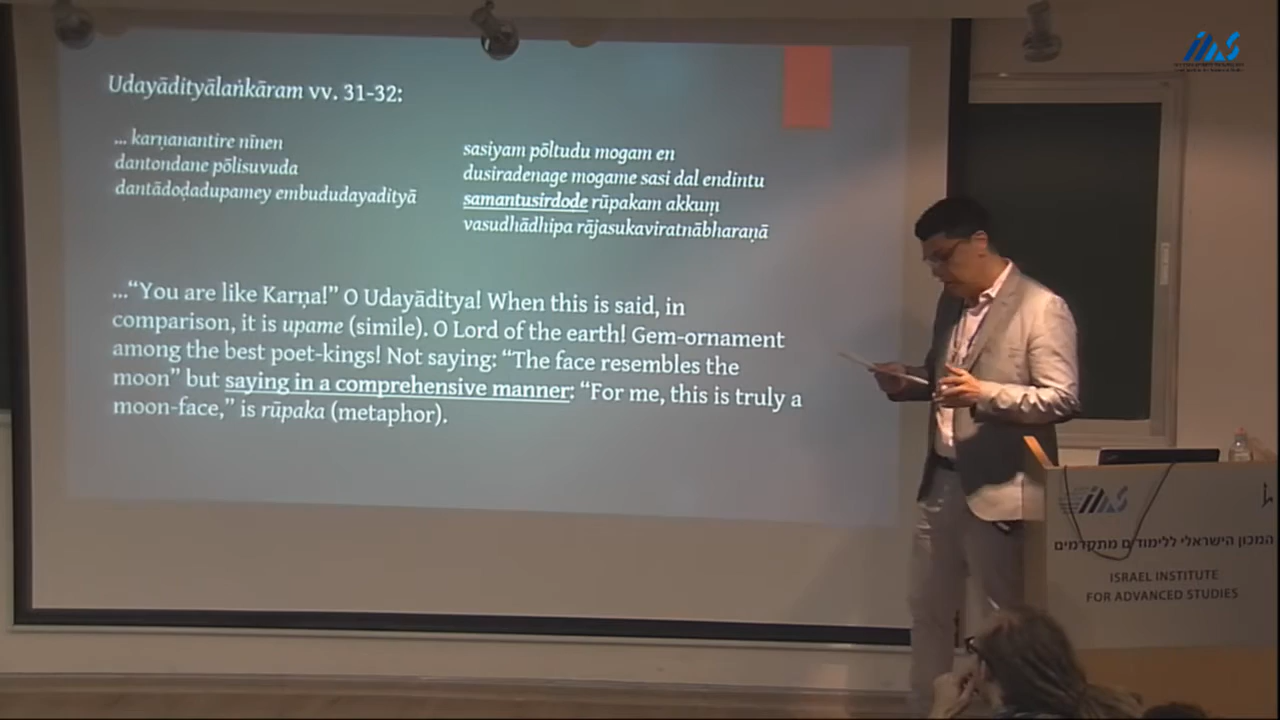 Udayādityālaṅkāram vv. 31-32:
... karṇanantire nīnen
dantondane pōlisuvuda
dantādoḍadupamey embududayadityā
sasiyam pōltudu mogam en
dusiradenage mogame sasi dal endintu
samantusirdoḍe rūpakam akkuṃ
vasudhādhipa rājasukaviratnābharaṇā
...“You are like Karṇa!” O Udayāditya! When this is said, in
comparison, it is upame (simile). O Lord of the earth! Gem-ornament
among the best poet-kings! Not saying: “The face resembles the
moon” but saying in a comprehensive manner: “For me, this is truly a
moon-face,” is rūpaka (metaphor).
המכון הישראלי ללימודים מתקדמים
ISRAEL INSTITUTE
FOR ADVANCED STUDIES